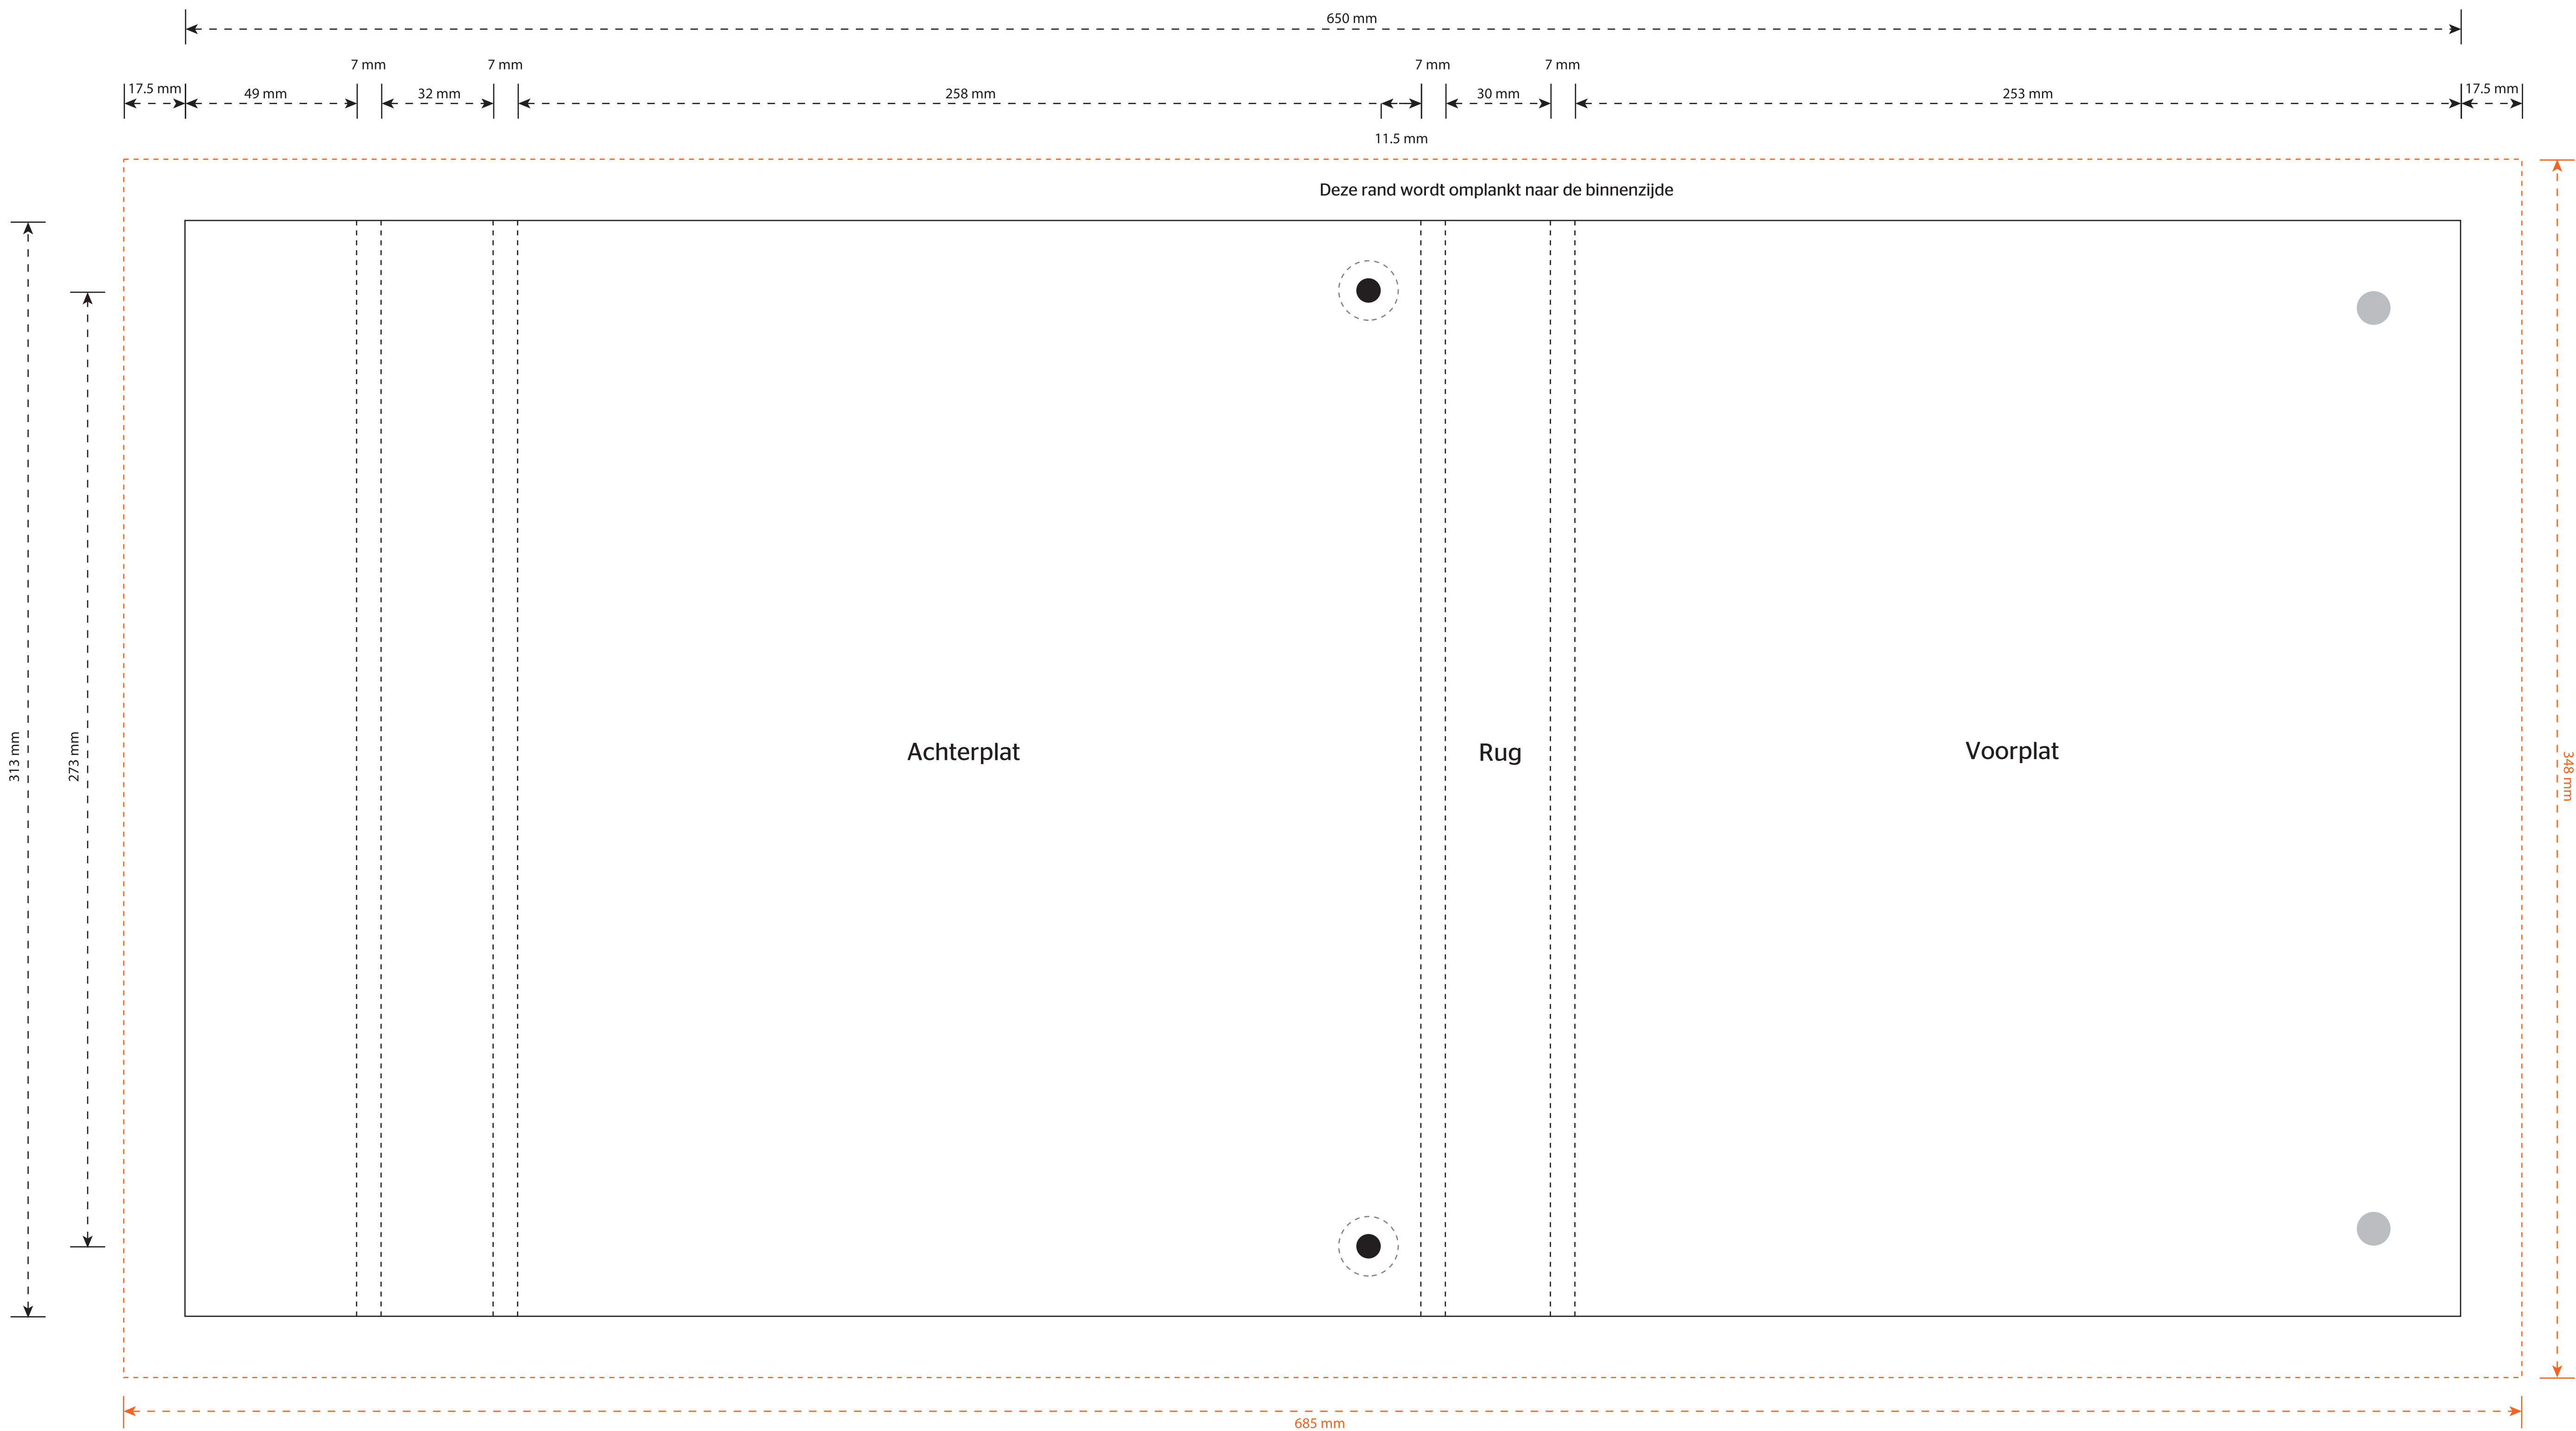 650 mm
7 mm
7 mm
7 mm
7 mm
17.5 mm
49 mm
32 mm
258 mm
30 mm
253 mm
17.5 mm
11.5 mm
Deze rand wordt omplankt naar de binnenzijde
313 mm
273 mm
Achterplat
Rug
Voorplat
348 mm
685 mm